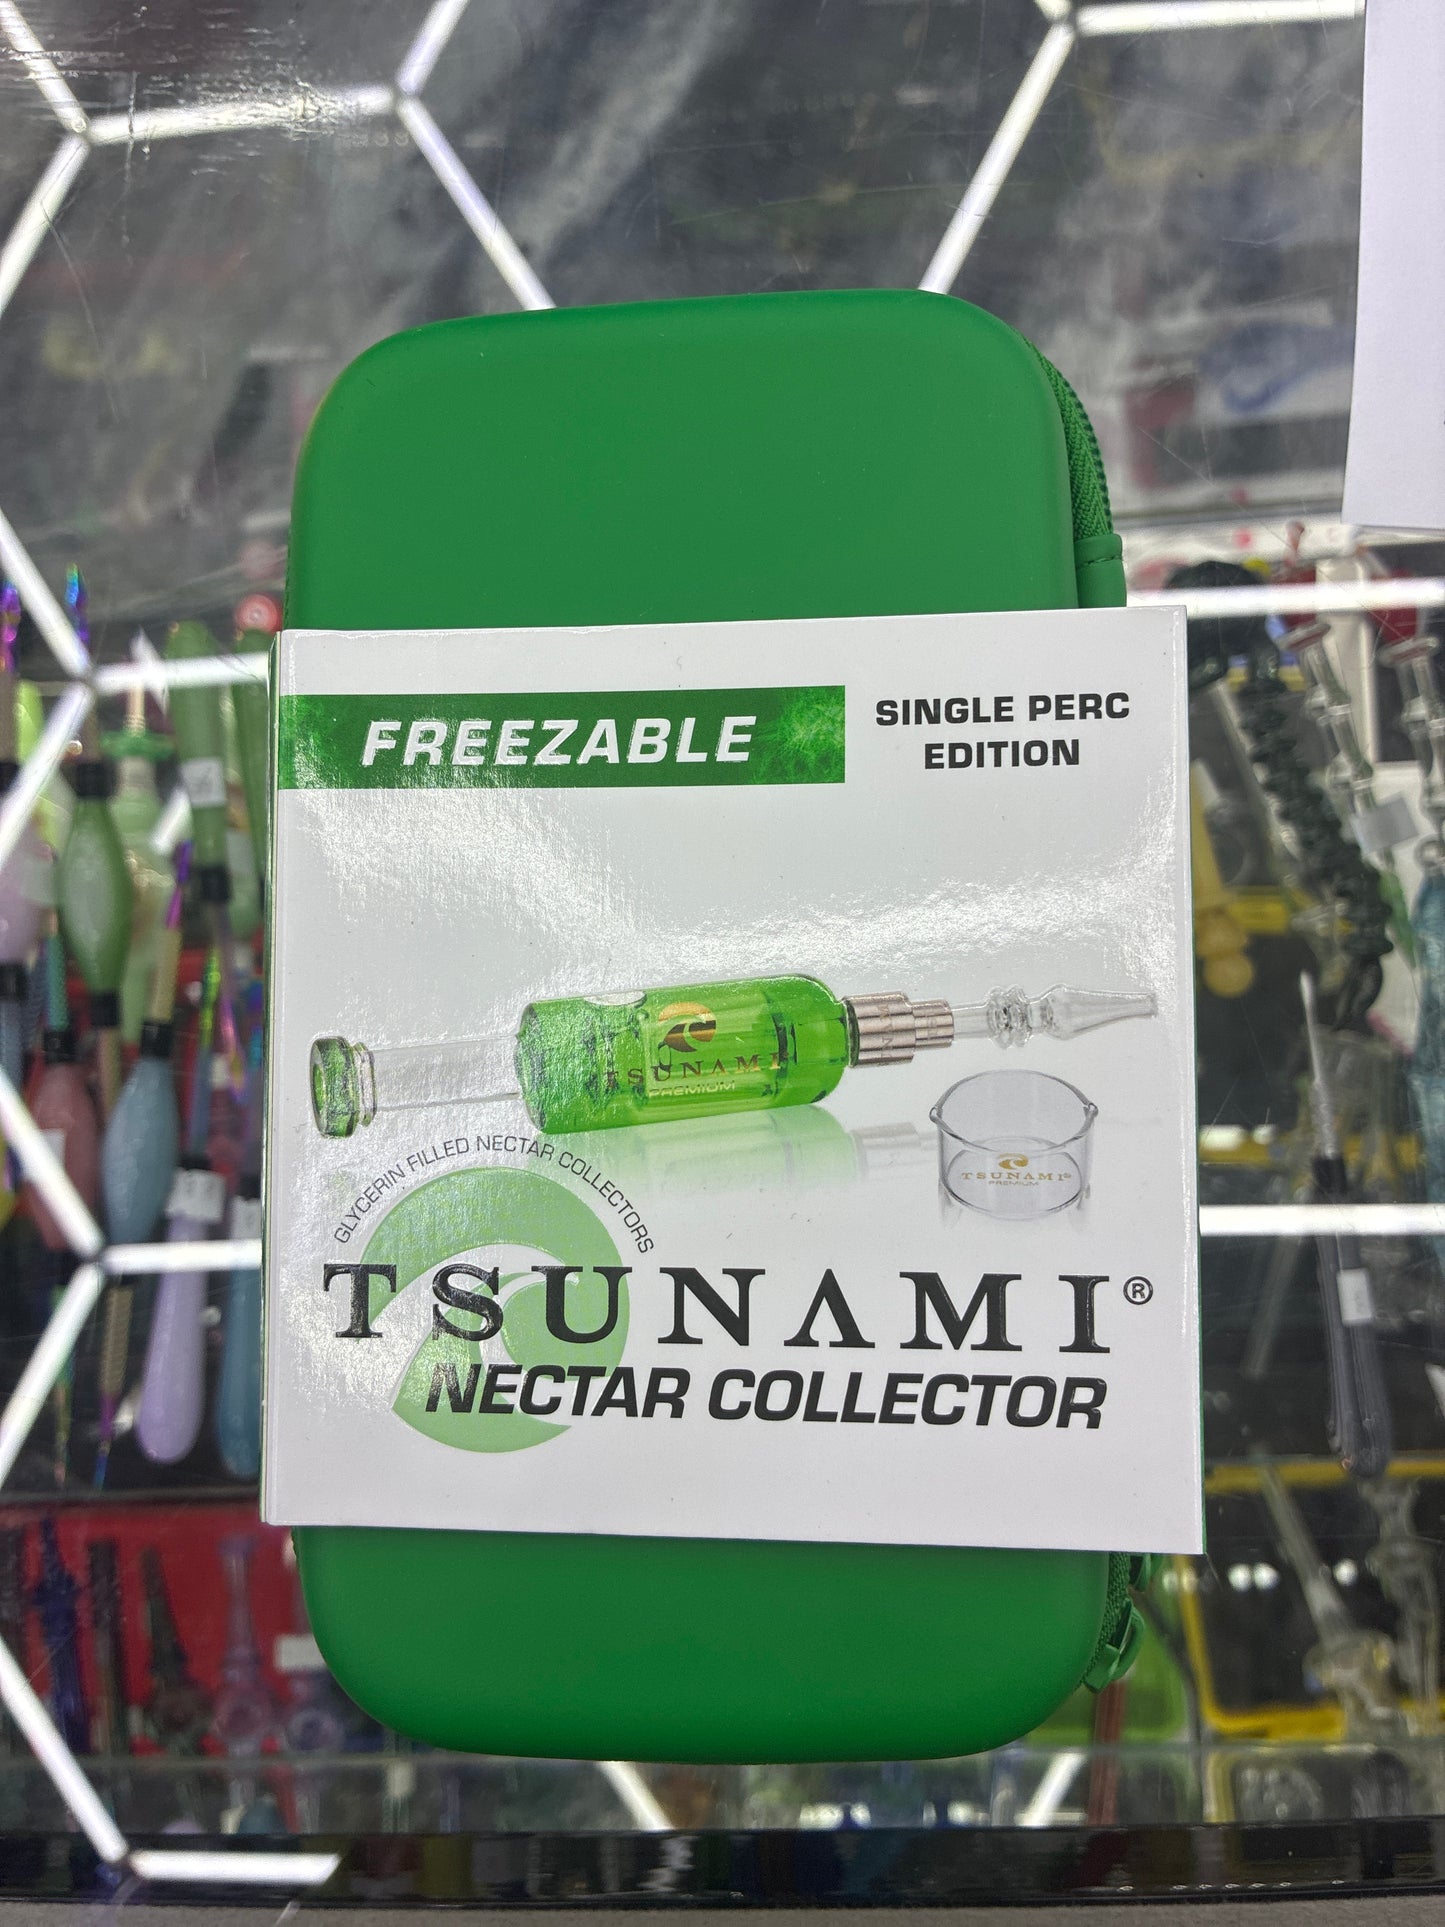 FREEZABLE
SINGLE PERC
EDITION
TSUNAMI
PREMIUM
TSUNAMI®
PREMIUM
GLYCERIN FILLED NECTAR COLLECTORS
TSUNAMI®
NECTAR COLLECTOR